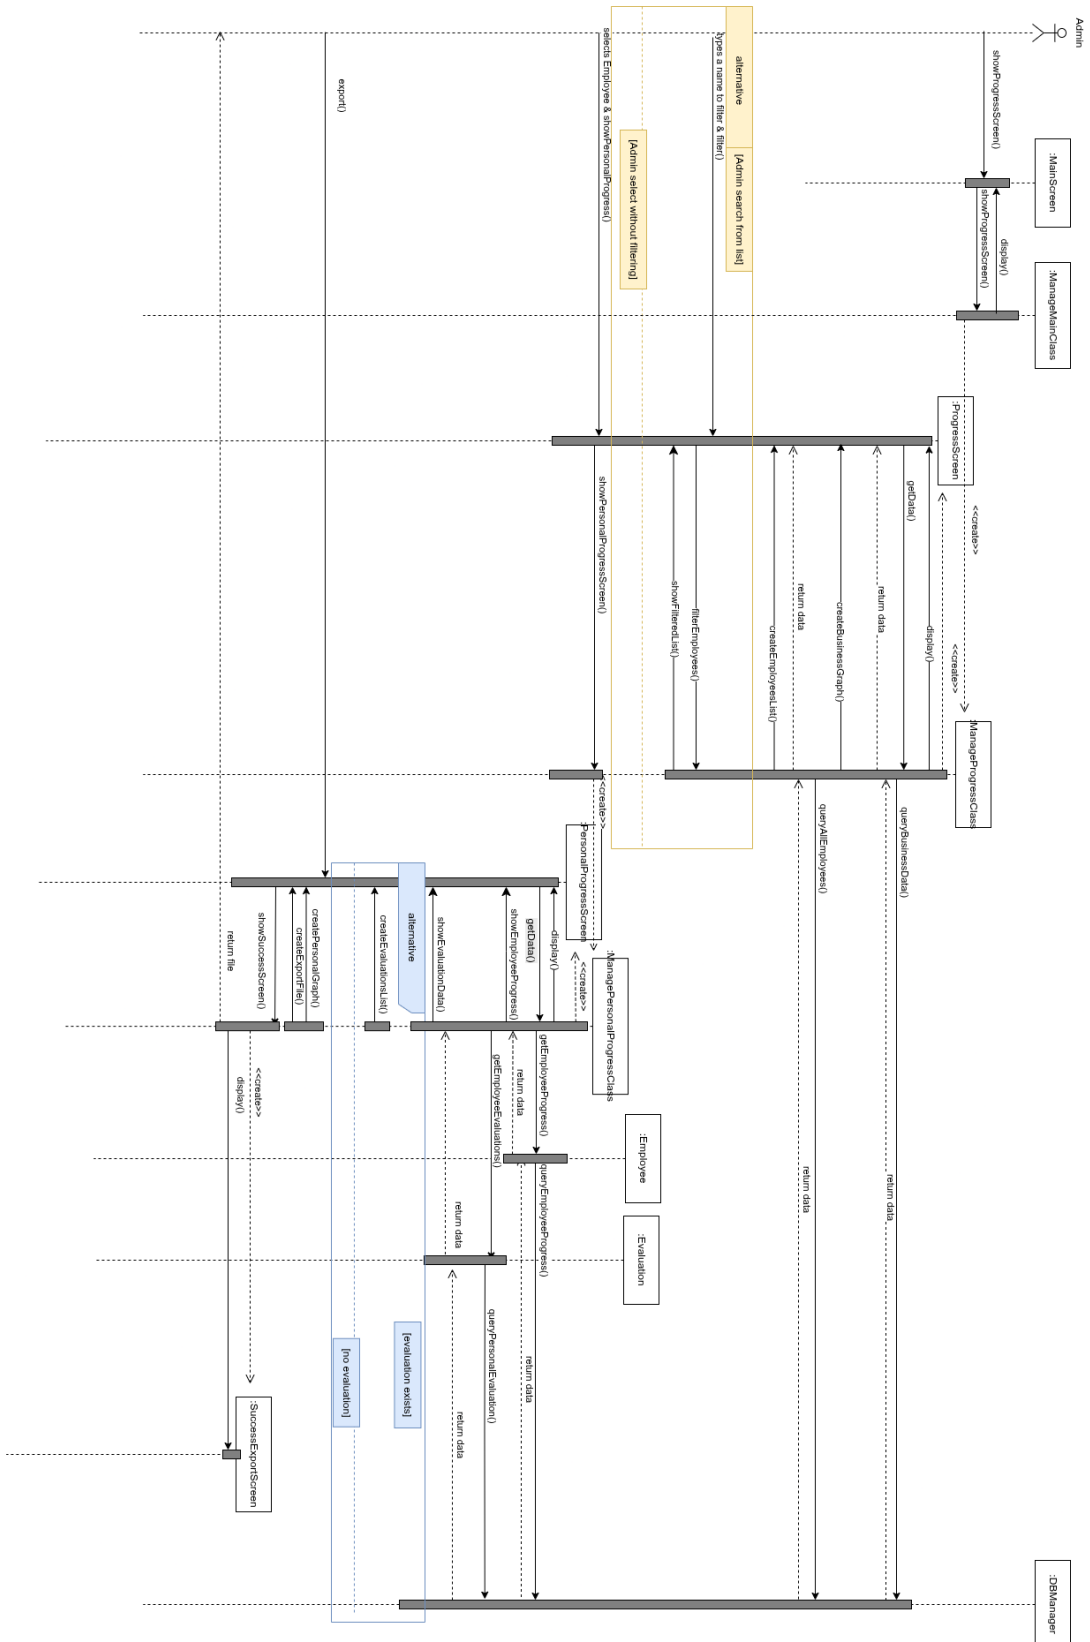 Admin
:MainScreen
:ManageMainClass
:ProgressScreen
:ManageProgressClass
:PersonalProgressScreen
:ManagePersonalProgressClass
:Employee
:Evaluation
:SuccessExportScreen
:DBManager
showProgressScreen()
display()
showProgressScreen()
<<create>>
<<create>>
display()
getData()
queryBusinessData()
return data
return data
createBusinessGraph()
queryAllEmployees()
return data
return data
createEmployeesList()
alternative
[Admin search from list]
types a name to filter & filter()
filterEmployees()
showFilteredList()
[Admin select without filtering]
selects Employee & showPersonalProgress()
showPersonalProgressScreen()
<<create>>
<<create>>
display()
getData()
getEmployeeProgress()
queryEmployeeProgress()
return data
return data
showEmployeeProgress()
getEmployeeEvaluations()
queryPersonalEvaluation()
return data
return data
showEvaluationData()
alternative
[evaluation exists]
createEvaluationsList()
[no evaluation]
export()
createPersonalGraph()
createExportFile()
showSuccessScreen()
<<create>>
display()
return file